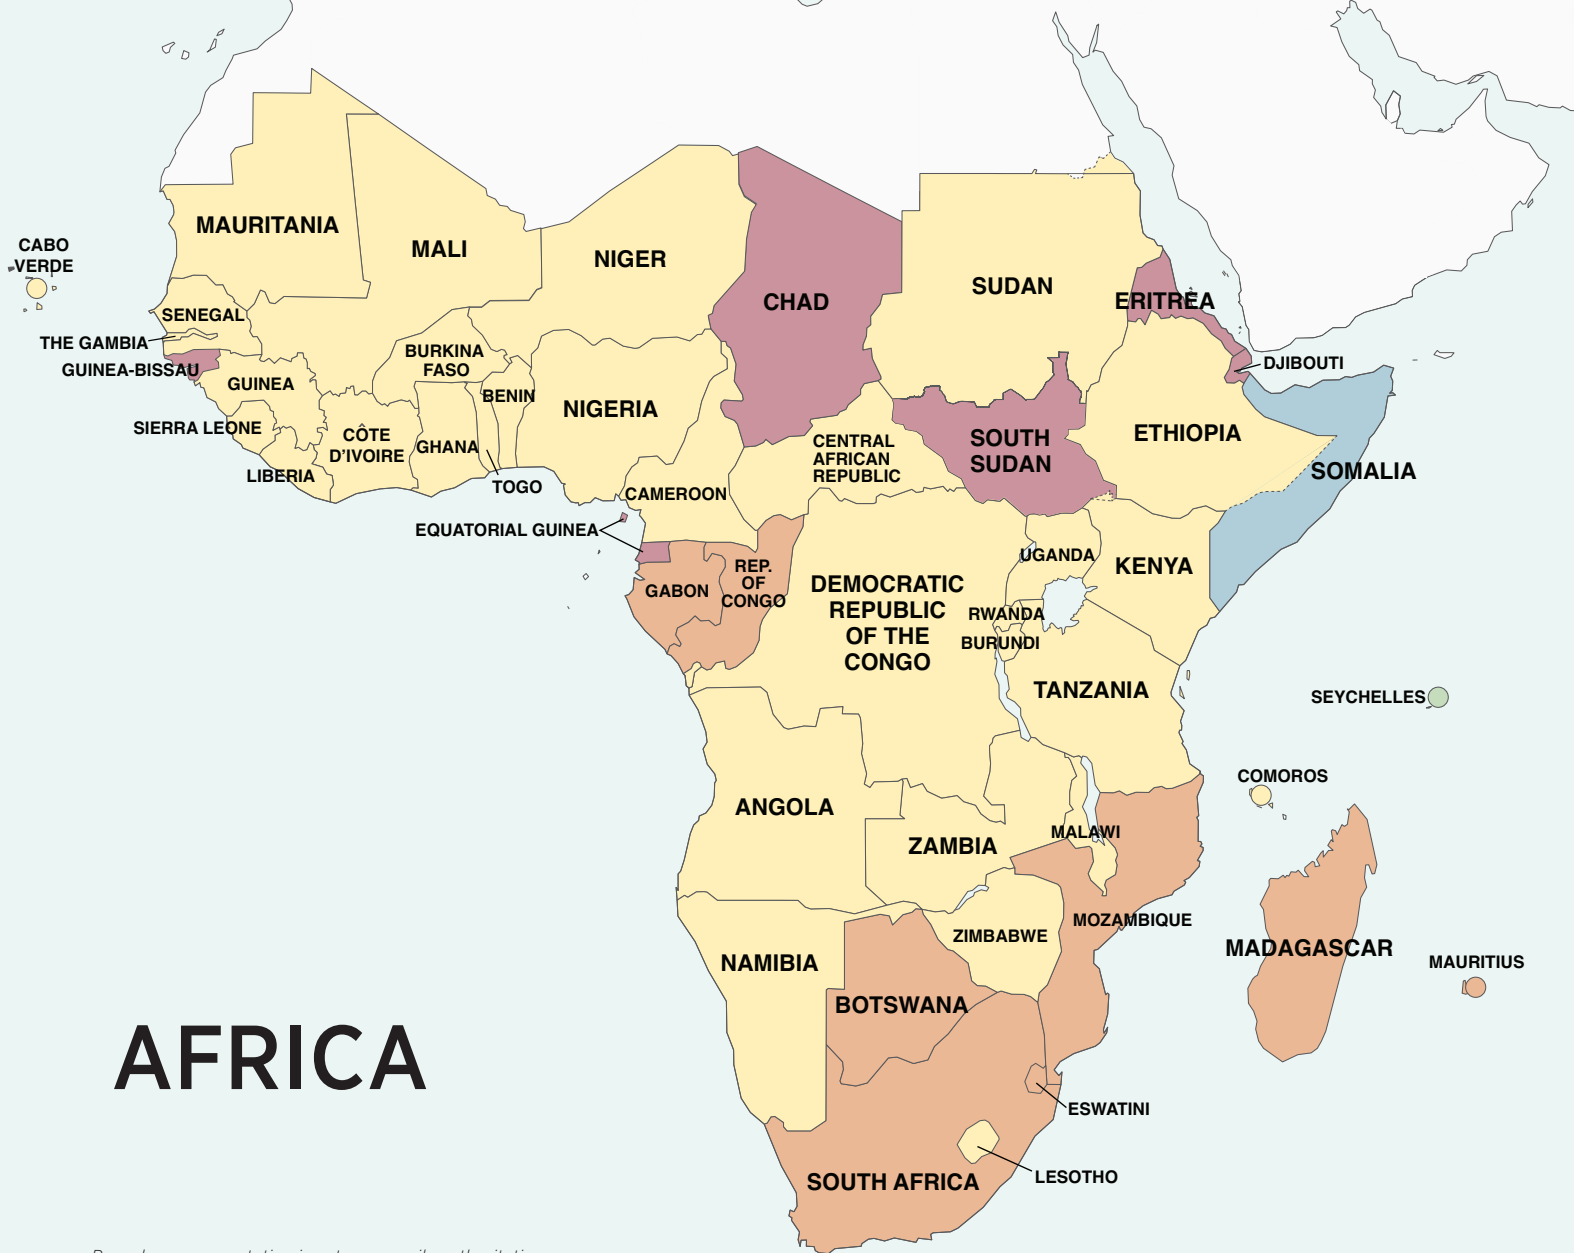 CABO
VERDE
MAURITANIA
MALI
NIGER
CHAD
SUDAN
ERITREA
SENEGAL
THE GAMBIA
GUINEA-BISSAU
GUINEA
BURKINA
FASO
BENIN
NIGERIA
DJIBOUTI
SIERRA LEONE
CÔTE
D'IVOIRE
GHANA
LIBERIA
TOGO
CENTRAL
AFRICAN
REPUBLIC
SOUTH
SUDAN
ETHIOPIA
SOMALIA
CAMEROON
EQUATORIAL GUINEA
GABON
REP.
OF
CONGO
DEMOCRATIC
REPUBLIC
OF THE
CONGO
UGANDA
KENYA
RWANDA
BURUNDI
TANZANIA
SEYCHELLES
COMOROS
ANGOLA
ZAMBIA
MALAWI
MOZAMBIQUE
ZIMBABWE
NAMIBIA
BOTSWANA
MADAGASCAR
MAURITIUS
AFRICA
ESWATINI
LESOTHO
SOUTH AFRICA